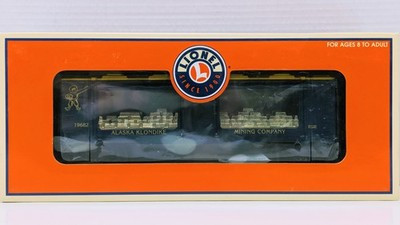 FOR AGES 8 TO ADULT
LIONEL
SINCE 1900
L
ALASKA KLONDIKE
MINING COMPANY